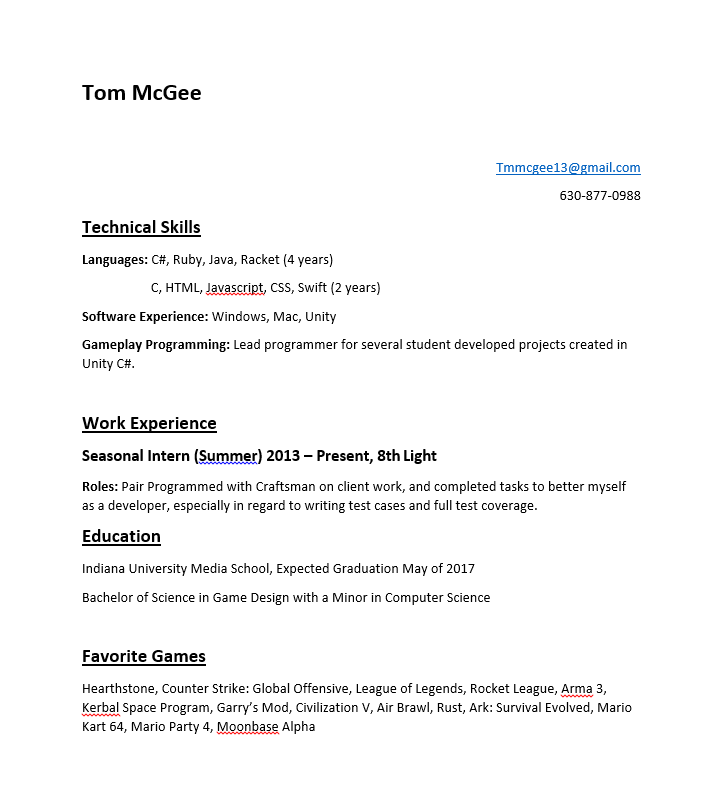 Tom McGee
Tmmcgee13@gmail.com
630-877-0988
Technical Skills
Languages: C#, Ruby, Java, Racket (4 years)
C, HTML, Javascript, CSS, Swift (2 years)
Software Experience: Windows, Mac, Unity
Gameplay Programming: Lead programmer for several student developed projects created in
Unity C#.
Work Experience
Seasonal Intern (Summer) 2013 – Present, 8th Light
Roles: Pair Programmed with Craftsman on client work, and completed tasks to better myself
as a developer, especially in regard to writing test cases and full test coverage.
Education
Indiana University Media School, Expected Graduation May of 2017
Bachelor of Science in Game Design with a Minor in Computer Science
Favorite Games
Hearthstone, Counter Strike: Global Offensive, League of Legends, Rocket League, Arma 3,
Kerbal Space Program, Garry’s Mod, Civilization V, Air Brawl, Rust, Ark: Survival Evolved, Mario
Kart 64, Mario Party 4, Moonbase Alpha